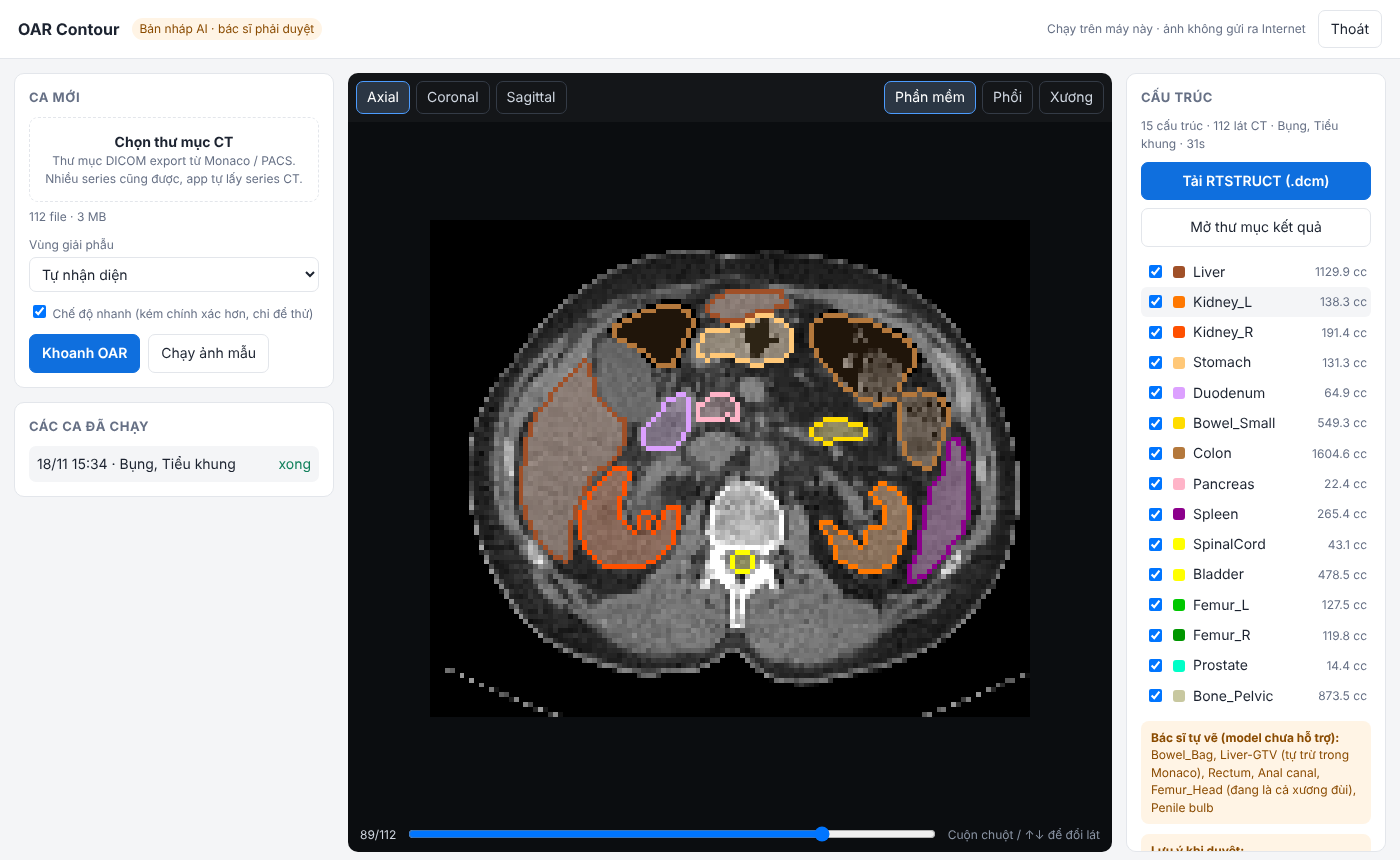 OAR Contour
Bản nháp AI · bác sĩ phải duyệt
Chạy trên máy này · ảnh không gửi ra Internet
Thoát
CA MỚI
Chọn thư mục CT
Thư mục DICOM export từ Monaco / PACS.
Nhiều series cũng được, app tự lấy series CT.
112 file · 3 MB
Vùng giải phẫu
Tự nhận diện
Chế độ nhanh (kém chính xác hơn, chỉ để thử)
Khoanh OAR
Chạy ảnh mẫu
CÁC CA ĐÃ CHẠY
18/11 15:34 · Bụng, Tiểu khung
xong
Axial
Coronal
Sagittal
Phần mềm
Phổi
Xương
89/112
Cuộn chuột / ↑↓ để đổi lát
CẤU TRÚC
15 cấu trúc · 112 lát CT · Bụng, Tiểu
khung · 31s
Tải RTSTRUCT (.dcm)
Mở thư mục kết quả
Liver 1129.9 cc
Kidney_L 138.3 cc
Kidney_R 191.4 cc
Stomach 131.3 cc
Duodenum 64.9 cc
Bowel_Small 549.3 cc
Colon 1604.6 cc
Pancreas 22.4 cc
Spleen 265.4 cc
SpinalCord 43.1 cc
Bladder 478.5 cc
Femur_L 127.5 cc
Femur_R 119.8 cc
Prostate 14.4 cc
Bone_Pelvic 873.5 cc
Bác sĩ tự vẽ (model chưa hỗ trợ):
Bowel_Bag, Liver-GTV (tự trừ trong
Monaco), Rectum, Anal canal,
Femur_Head (đang là cả xương đùi),
Penile bulb
Lưu ý khi duyệt: